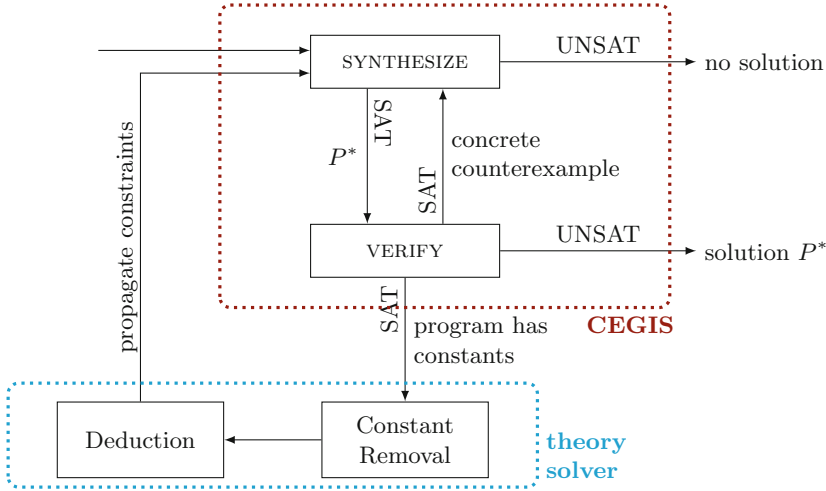 SYNTHESIZE
UNSAT
no solution
SAT
P*
concrete
counterexample
SAT
propagate constraints
VERIFY
UNSAT
solution P*
SAT
program has
constants
CEGIS
Deduction
Constant
Removal
theory
solver